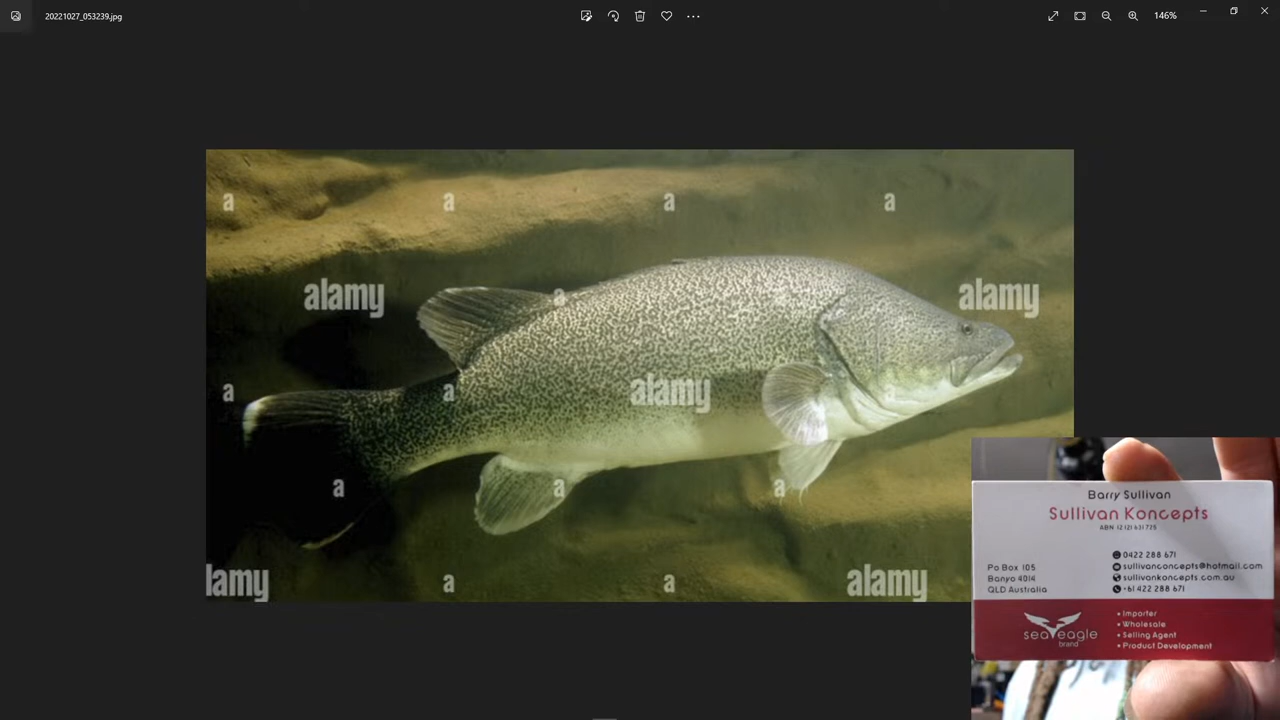 20221027_053239.jpg
146%
a a a a
alamy alamy
a
a a alamy
a a a
lamy a a alamy
Barry Sullivan
Sullivan Koncepts
0422 288 671
sullivanconcepts@hotmail.com
Po Box 105
sullivankoncepts.com.au
Banyo 4014
+61 422 288 671
QLD Australia
sea eagle
brand
• Importer
• Wholesale
• Selling Agent
• Product Development